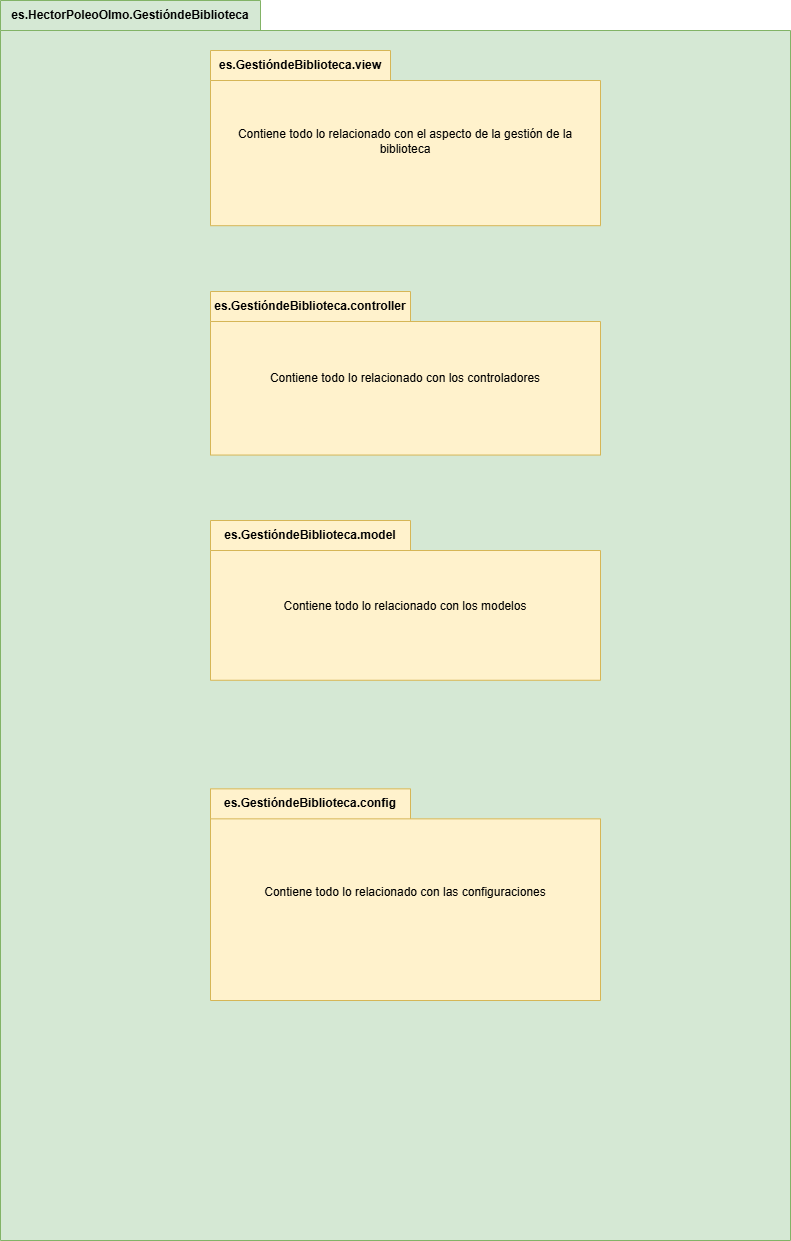 es.HectorPoleoOlmo.GestióndeBiblioteca
es.GestióndeBiblioteca.view
Contiene todo lo relacionado con el aspecto de la gestión de la
biblioteca
es.GestióndeBiblioteca.controller
Contiene todo lo relacionado con los controladores
es.GestióndeBiblioteca.model
Contiene todo lo relacionado con los modelos
es.GestióndeBiblioteca.config
Contiene todo lo relacionado con las configuraciones